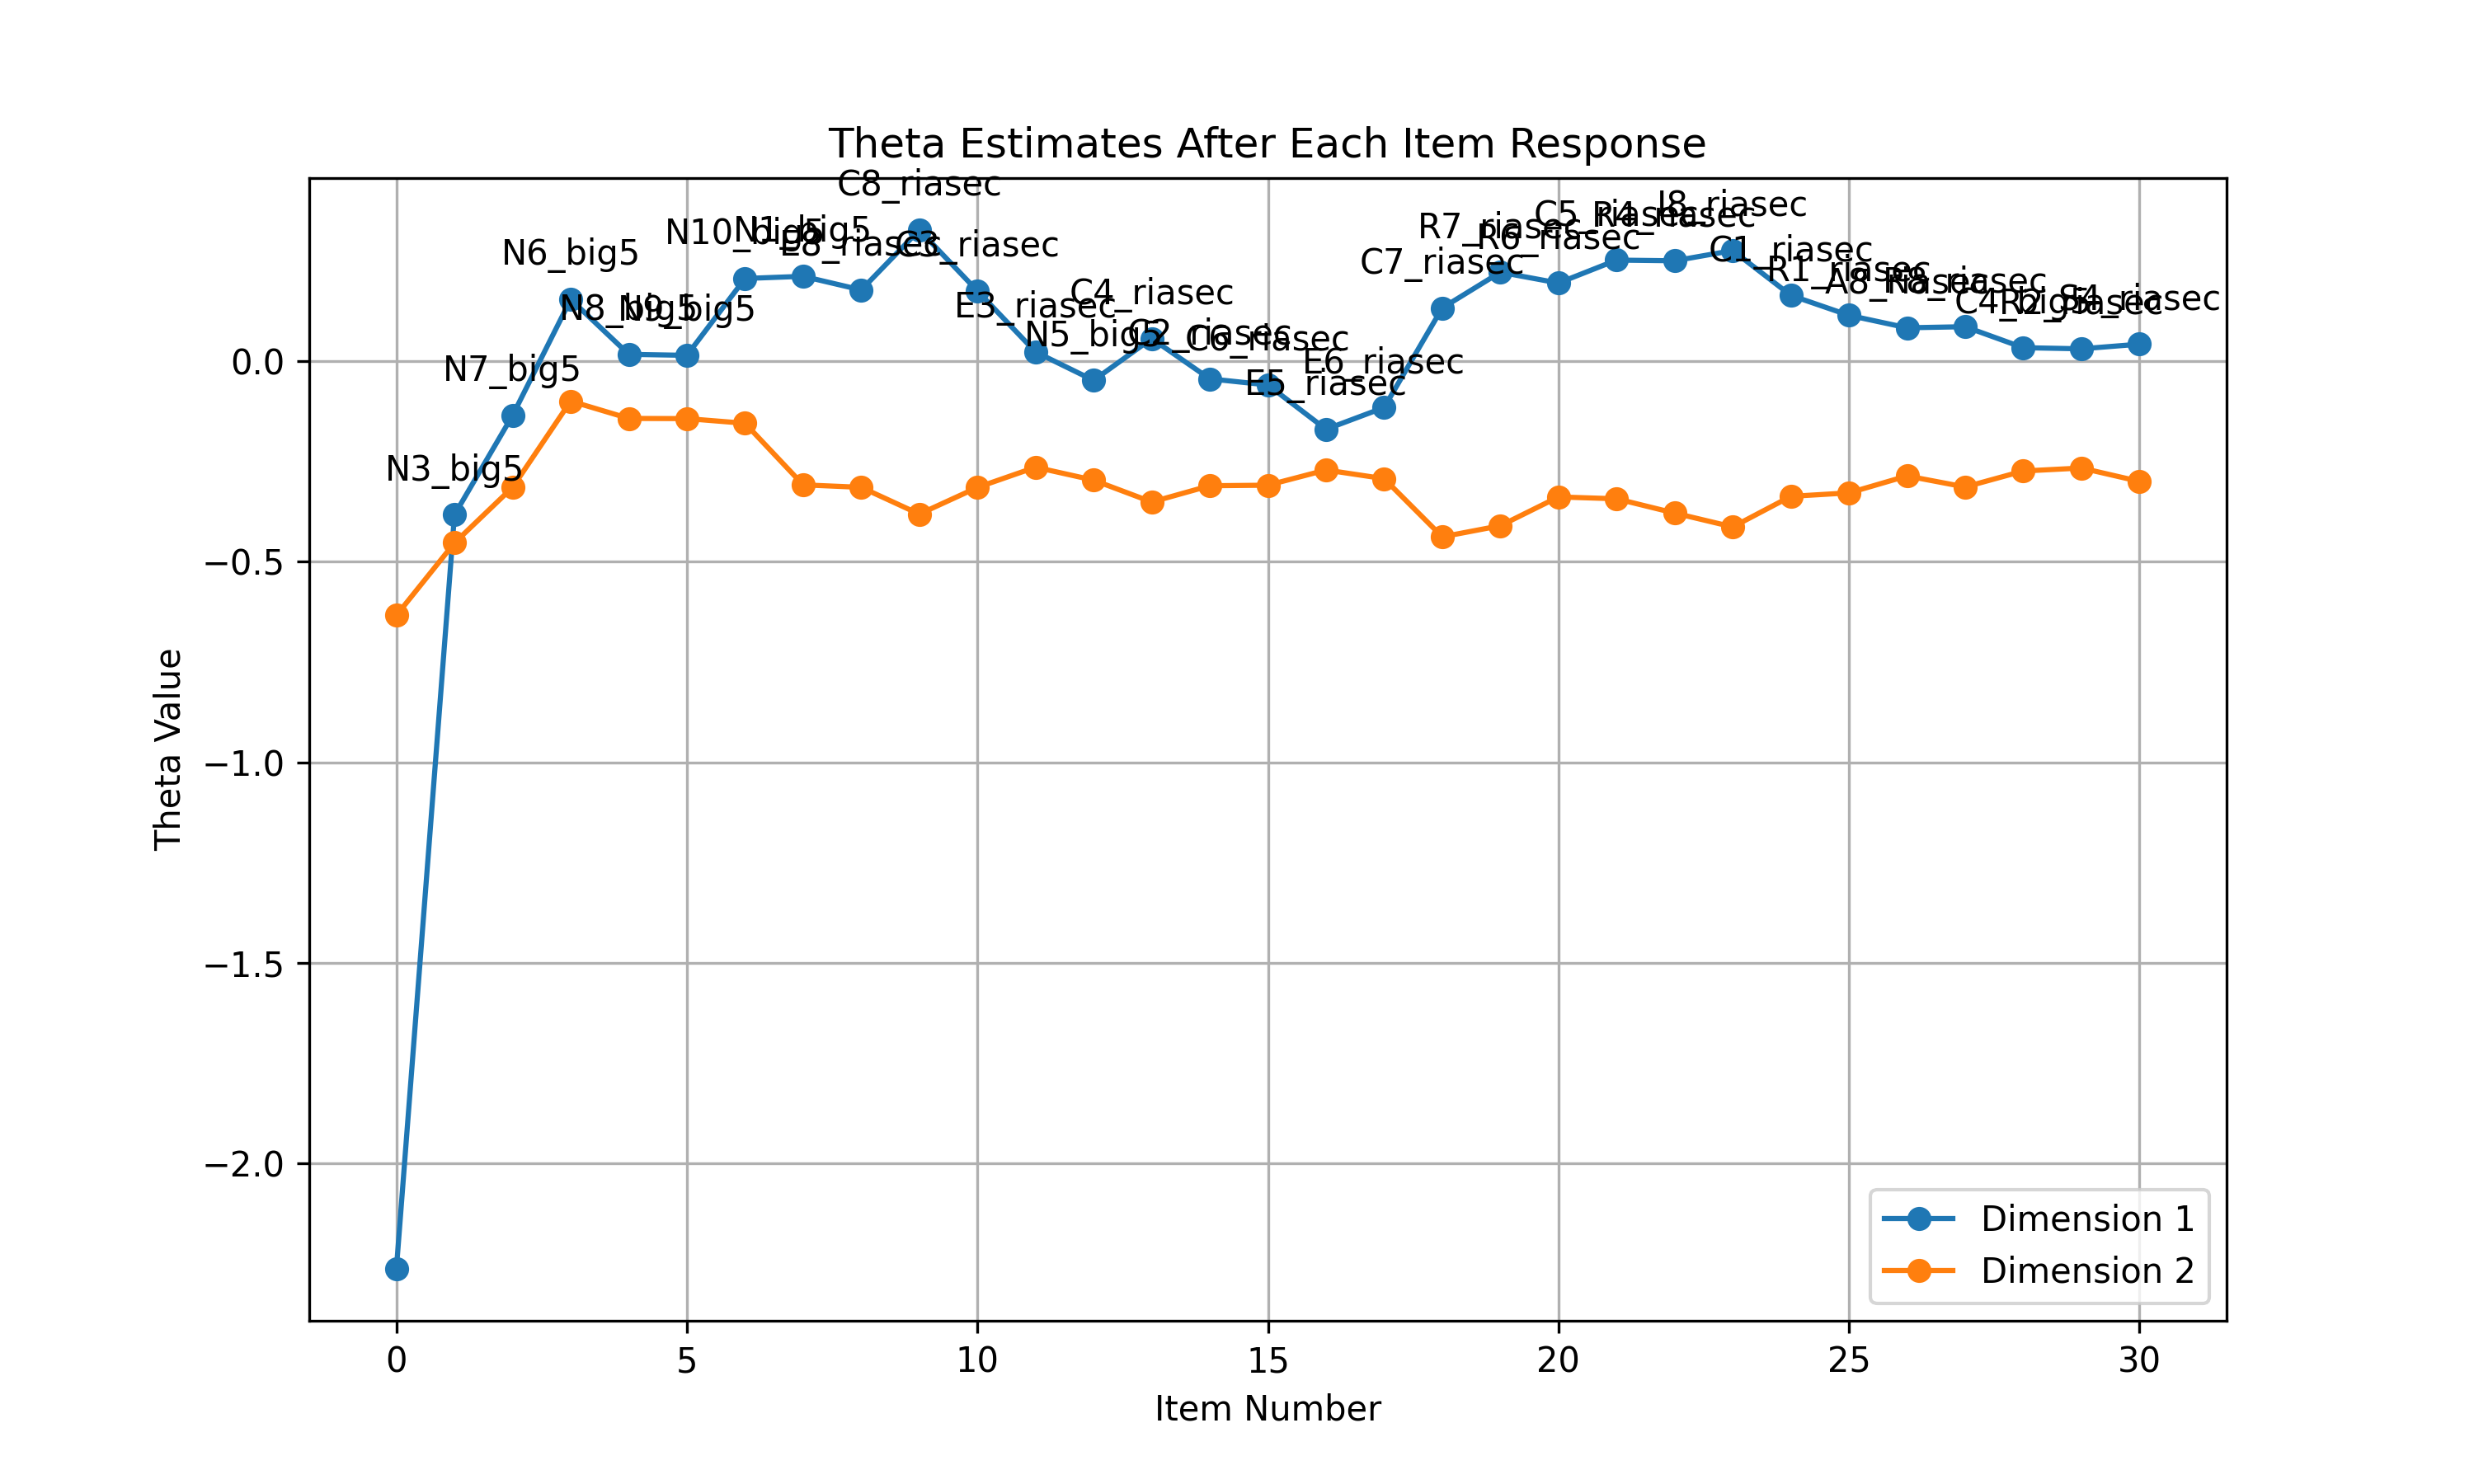 Theta Estimates After Each Item Response
N3_big5
N7_big5
N6_big5
N8_big5
N9_big5
N10_big5
N1_big5
E8_riasec
C8_riasec
C3_riasec
E3_riasec
N5_big5
C4_riasec
C2_riasec
C6_riasec
E5_riasec
E6_riasec
C7_riasec
R7_riasec
R6_riasec
C5_riasec
R4_riasec
I8_riasec
C1_riasec
R1_riasec
A8_riasec
C4_big5
R2_riasec
Theta Value
0.0
−0.5
−1.0
−1.5
−2.0
Dimension 1
Dimension 2
0 5 10 15 20 25 30
Item Number